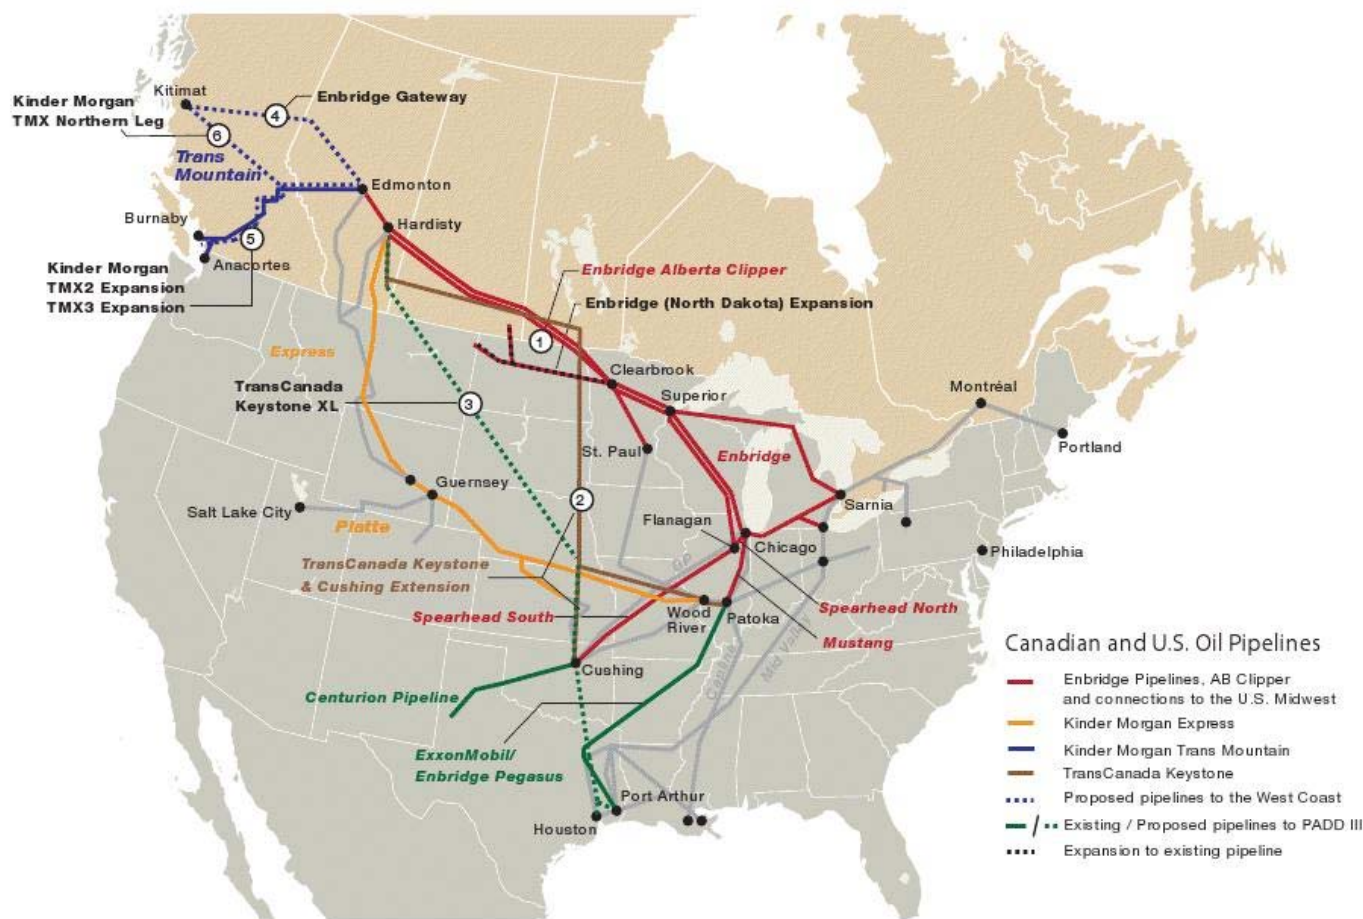 Kitimat
Kinder Morgan
TMX Northern Leg
4
Enbridge Gateway
6
Trans
Mountain
Edmonton
Burnaby
Hardisty
5
Anacortes
Kinder Morgan
TMX2 Expansion
TMX3 Expansion
Enbridge Alberta Clipper
Enbridge (North Dakota) Expansion
1
Express
Clearbrook
TransCanada
Keystone XL
3
Superior
Montréal
Portland
St. Paul
Enbridge
Guernsey
2
Sarnia
Salt Lake City
Platte
Flanagan
Chicago
Philadelphia
TransCanada Keystone
& Cushing Extension
Spearhead South
Wood
River
Patoka
Spearhead North
Mustang
Mid Valley
Cushing
Centurion Pipeline
ExxonMobil/
Enbridge Pegasus
Port Arthur
Houston
Canadian and U.S. Oil Pipelines
Enbridge Pipelines, AB Clipper
and connections to the U.S. Midwest
Kinder Morgan Express
Kinder Morgan Trans Mountain
TransCanada Keystone
Proposed pipelines to the West Coast
/ Existing / Proposed pipelines to PADD III
Expansion to existing pipeline